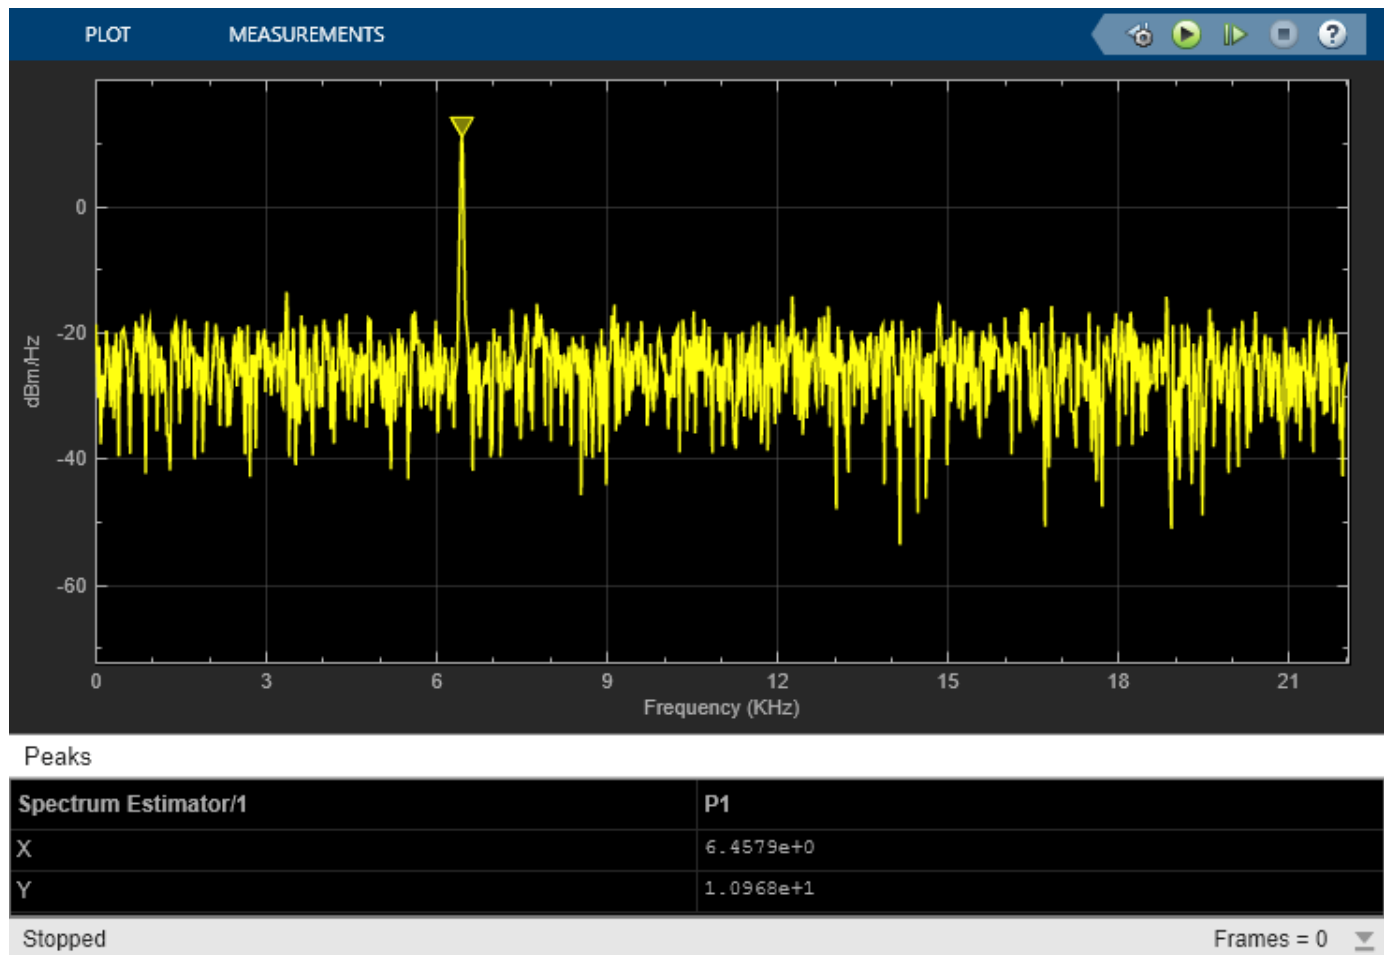 PLOT MEASUREMENTS ?
0
-20
-40
-60
dBm/Hz
0 3 6 9 12 15 18 21
Frequency (KHz)
Peaks
Spectrum Estimator/1 P1
X 6.4579e+0
Y 1.0968e+1
Stopped Frames = 0